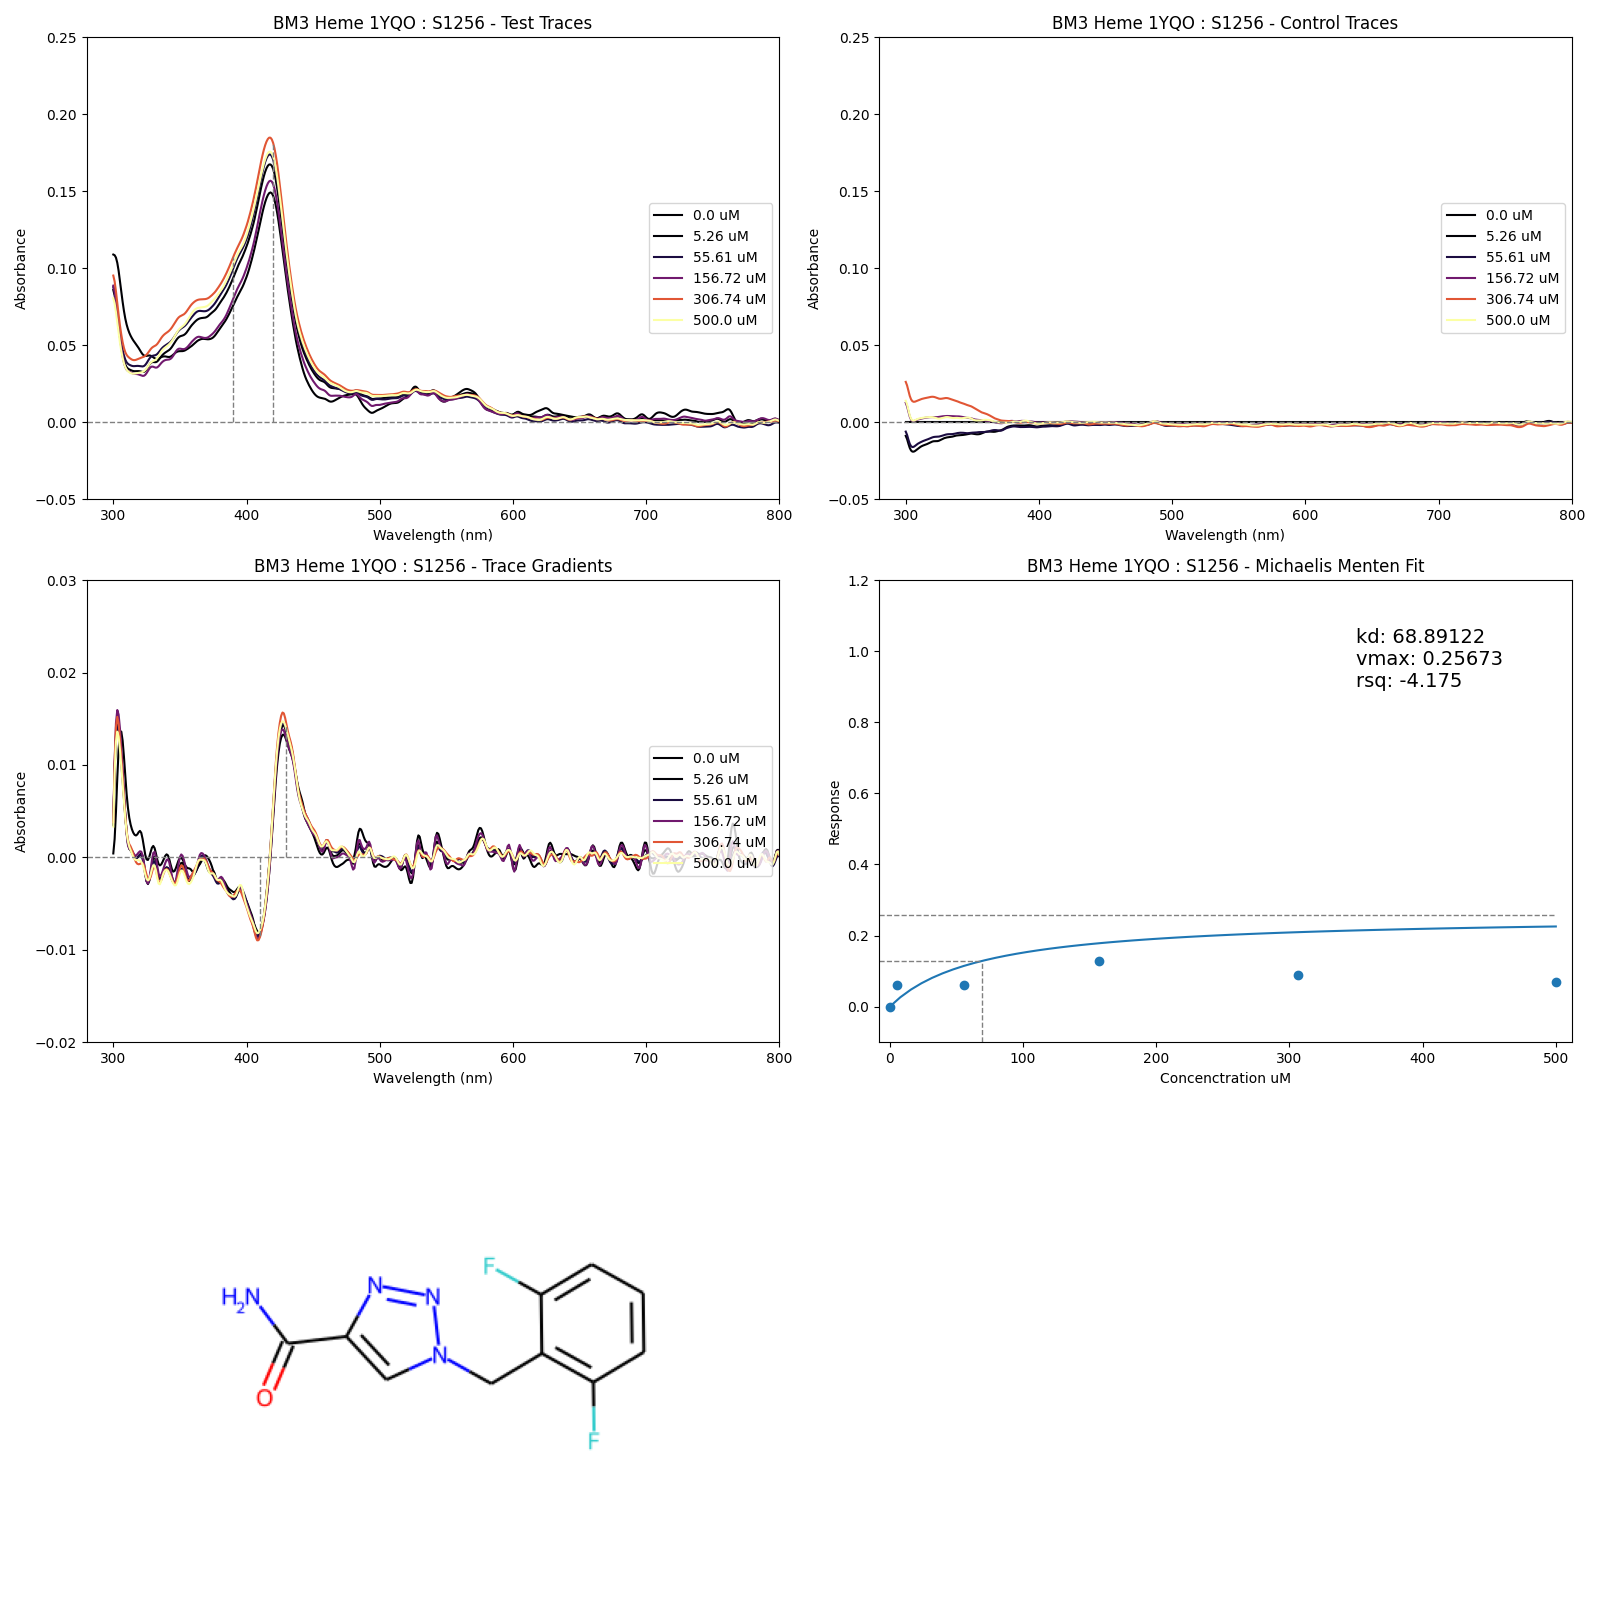 BM3 Heme 1YQO : S1256 - Test Traces
0.25
0.20
0.15
0.10
0.05
0.00
−0.05
Absorbance
300
400
500
600
700
800
Wavelength (nm)
0.0 uM
5.26 uM
55.61 uM
156.72 uM
306.74 uM
500.0 uM
BM3 Heme 1YQO : S1256 - Control Traces
0.25
0.20
0.15
0.10
0.05
0.00
−0.05
Absorbance
300
400
500
600
700
800
Wavelength (nm)
0.0 uM
5.26 uM
55.61 uM
156.72 uM
306.74 uM
500.0 uM
BM3 Heme 1YQO : S1256 - Trace Gradients
0.03
0.02
0.01
0.00
−0.01
−0.02
Absorbance
300
400
500
600
700
800
Wavelength (nm)
0.0 uM
5.26 uM
55.61 uM
156.72 uM
306.74 uM
500.0 uM
BM3 Heme 1YQO : S1256 - Michaelis Menten Fit
1.2
1.0
0.8
0.6
0.4
0.2
0.0
Response
kd: 68.89122
vmax: 0.25673
rsq: -4.175
0
100
200
300
400
500
Concenctration uM
F
N
N
H2N
N
O
F